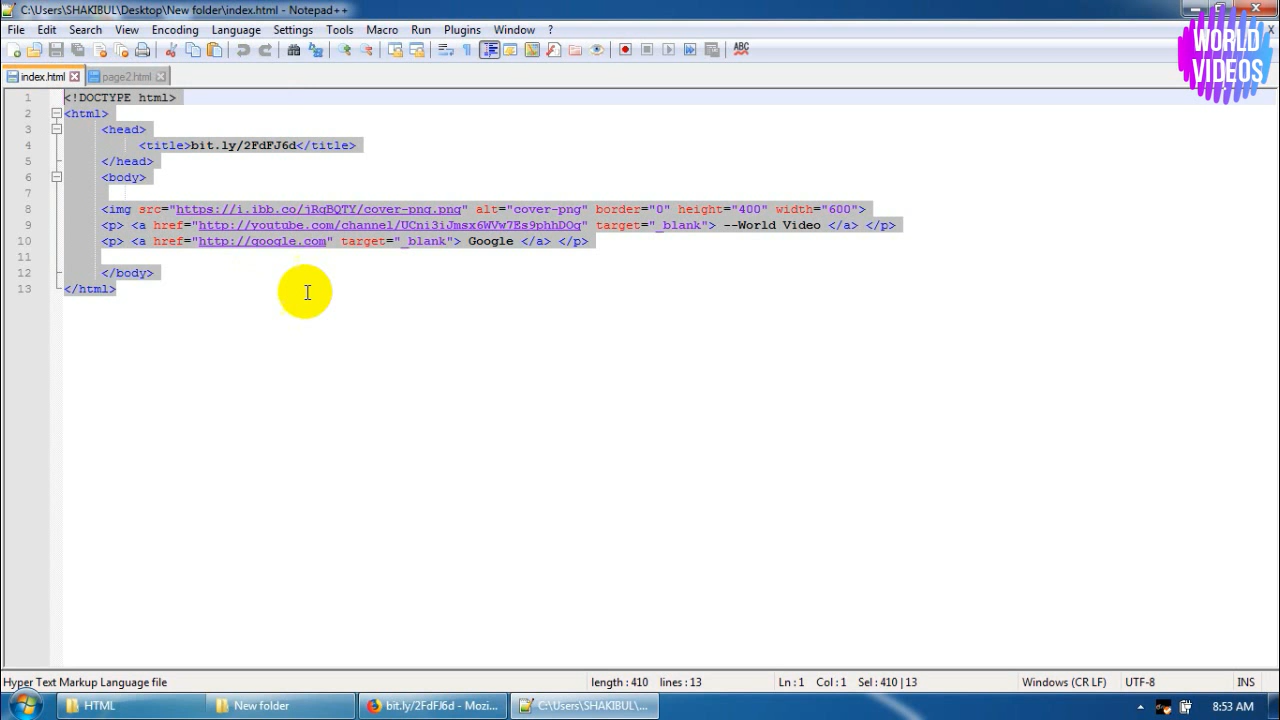 C:\Users\SHAKIBUL\Desktop\New folder\index.html - Notepad++
File Edit Search View Encoding Language Settings Tools Macro Run Plugins Window ? X
WORLD
VIDEOS
ABC
index.html page2.html
1 <!DOCTYPE html>
2 <html>
3 <head>
4 <title>bit.ly/2FdFJ6d</title>
5 </head>
6 <body>
7
8 <img src="https://i.ibb.co/jRgBQTY/cover-png.png" alt="cover-png" border="0" height="400" width="600">
9 <p> <a href="http://youtube.com/channel/UCni3iJmsx6WVw7Es9phhDOg" target="_blank"> --World Video </a> </p>
10 <p> <a href="http://google.com" target="_blank"> Google </a> </p>
11
12 </body>
13 </html>
Hyper Text Markup Language file length : 410 lines : 13 Ln : 1 Col : 1 Sel : 410 | 13 Windows (CR LF) UTF-8 INS
HTML New folder bit.ly/2FdFJ6d - Mozi... C:\Users\SHAKIBUL\... 8:53 AM